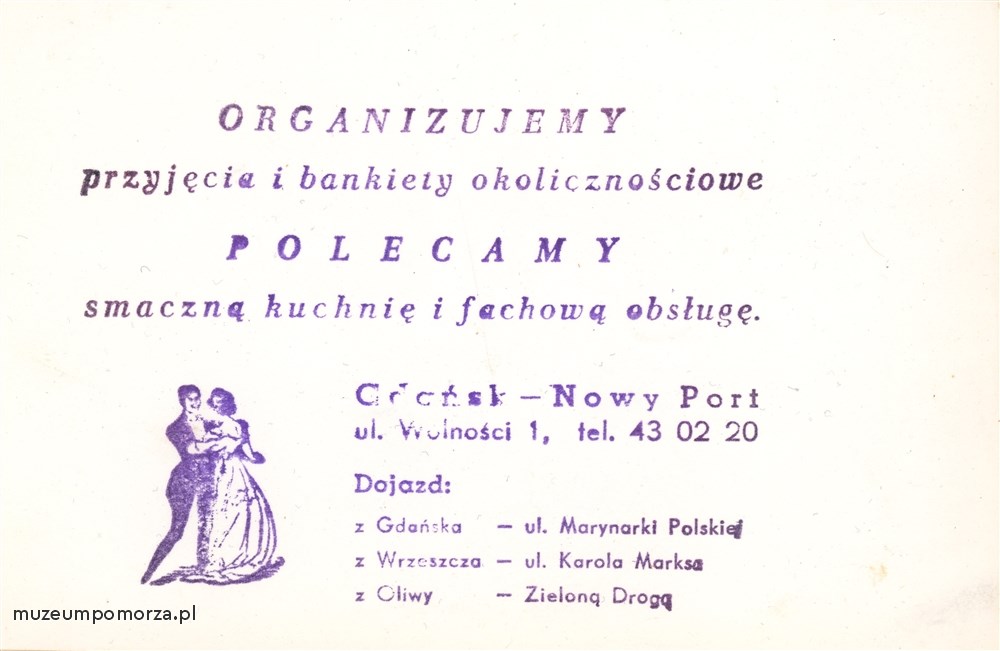 ORGANIZUJEMY
przyjęcia i bankiety okolicznościowe
POLECAMY
smaczną kuchnię i fachową obsługę.
Gdańsk — Nowy Port
ul. Wolności 1, tel. 43 02 20
Dojazd:
z Gdańska — ul. Marynarki Polskiej
z Wrzeszcza — ul. Karola Marksa
z Oliwy — Zieloną Drogą
muzeumpomorza.pl